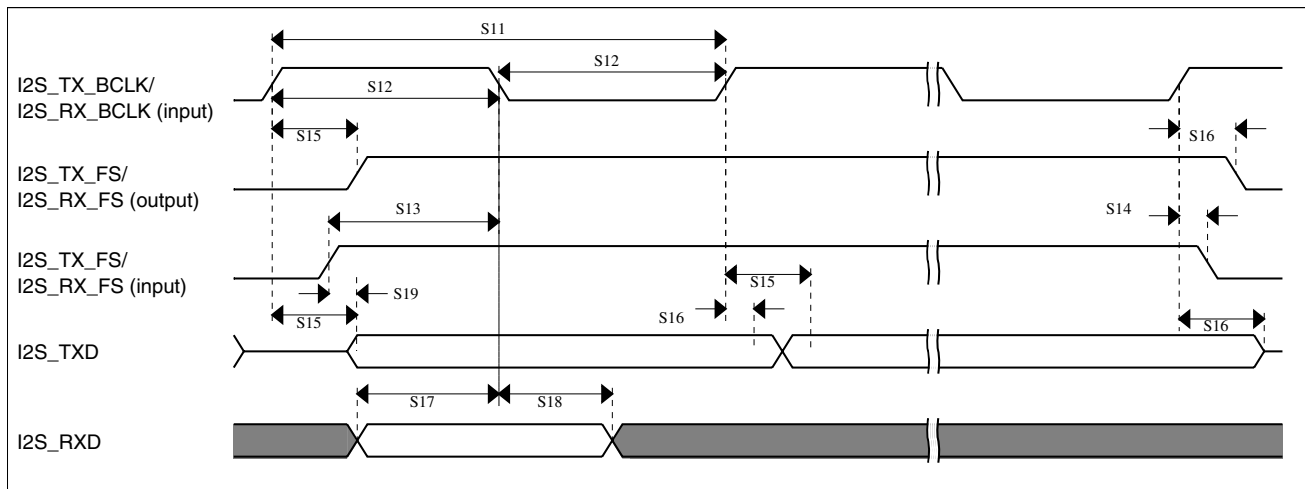 S11
I2S_TX_BCLK/
I2S_RX_BCLK (input)
S12
S12
S15
S16
I2S_TX_FS/
I2S_RX_FS (output)
S13
S14
I2S_TX_FS/
I2S_RX_FS (input)
S19
S15
S15
S16
S16
I2S_TXD
S17
S18
I2S_RXD